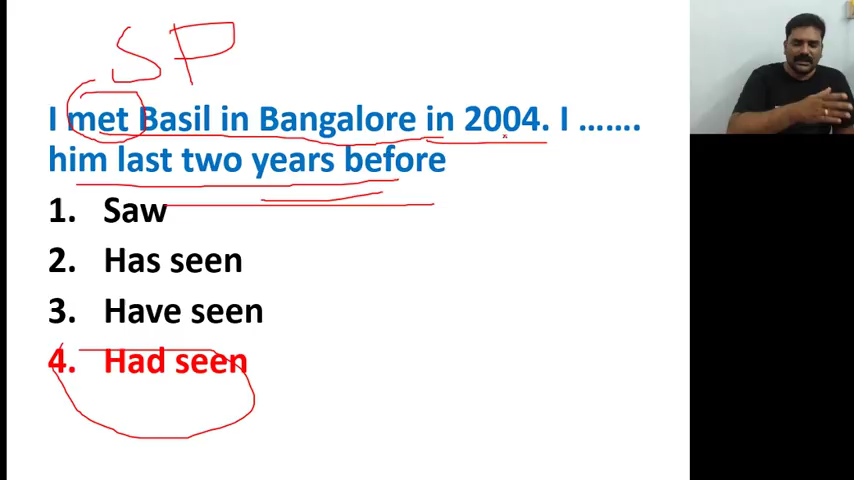 SP
I met Basil in Bangalore in 2004. I .......
him last two years before
1. Saw
2. Has seen
3. Have seen
4. Had seen